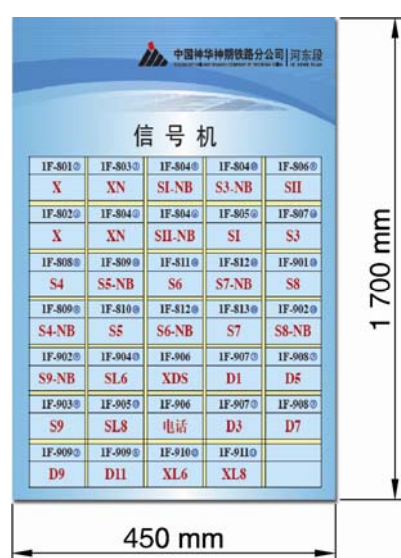 中国神华神朔铁路分公司 河东段
信号机
1F-801 1F-803 1F-804 1F-804 1F-806
X XN SI-NB S3-NB SII
1F-802 1F-804 1F-804 1F-805 1F-807
X XN SII-NB SI S3
1F-808 1F-809 1F-811 1F-812 1F-901
S4 S5-NB S6 S7-NB S8
1F-809 1F-810 1F-812 1F-813 1F-902
S4-NB S5 S6-NB S7 S8-NB
1F-902 1F-904 1F-906 1F-907 1F-908
S9-NB SL6 XDS D1 D5
1F-903 1F-905 1F-906 1F-907 1F-908
S9 SL8 电话 D3 D7
1F-909 1F-909 1F-910 1F-911
D9 D11 XL6 XL8
1 700 mm
450 mm